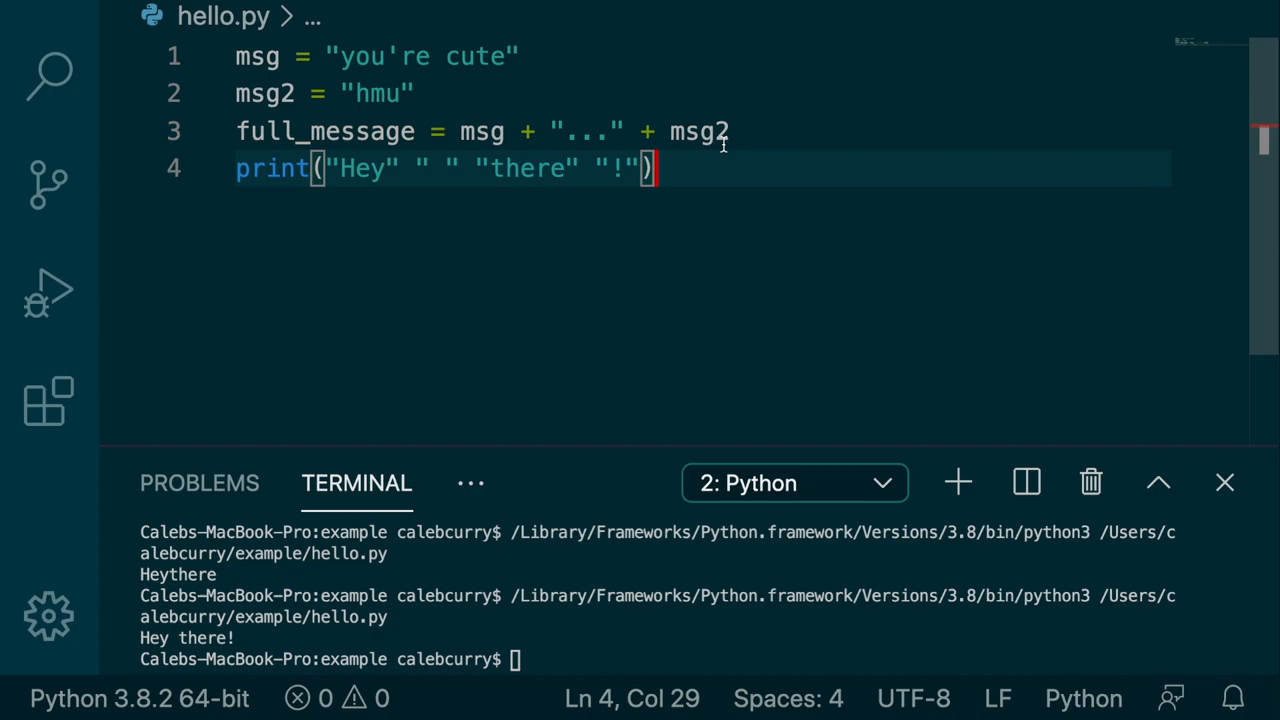 hello.py > ...
1 msg = "you're cute"
2 msg2 = "hmu"
3 full_message = msg + "..." + msg2
4 print("Hey" " " "there" "!")
PROBLEMS TERMINAL ... 2: Python
Calebs-MacBook-Pro:example calebcurry$ /Library/Frameworks/Python.framework/Versions/3.8/bin/python3 /Users/c
alebcurry/example/hello.py
Heythere
Calebs-MacBook-Pro:example calebcurry$ /Library/Frameworks/Python.framework/Versions/3.8/bin/python3 /Users/c
alebcurry/example/hello.py
Hey there!
Calebs-MacBook-Pro:example calebcurry$
Python 3.8.2 64-bit 0 0 Ln 4, Col 29 Spaces: 4 UTF-8 LF Python